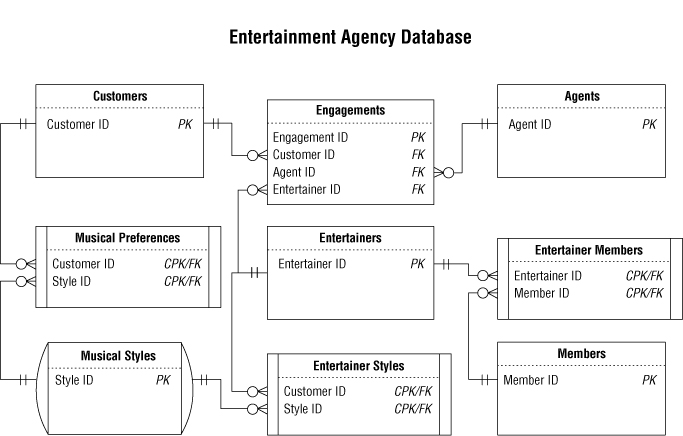 Entertainment Agency Database
Customers
Customer ID PK
Engagements
Engagement ID PK
Customer ID FK
Agent ID FK
Entertainer ID FK
Agents
Agent ID PK
Musical Preferences
Customer ID CPK/FK
Style ID CPK/FK
Entertainers
Entertainer ID PK
Entertainer Members
Entertainer ID CPK/FK
Member ID CPK/FK
Musical Styles
Style ID PK
Entertainer Styles
Customer ID CPK/FK
Style ID CPK/FK
Members
Member ID PK